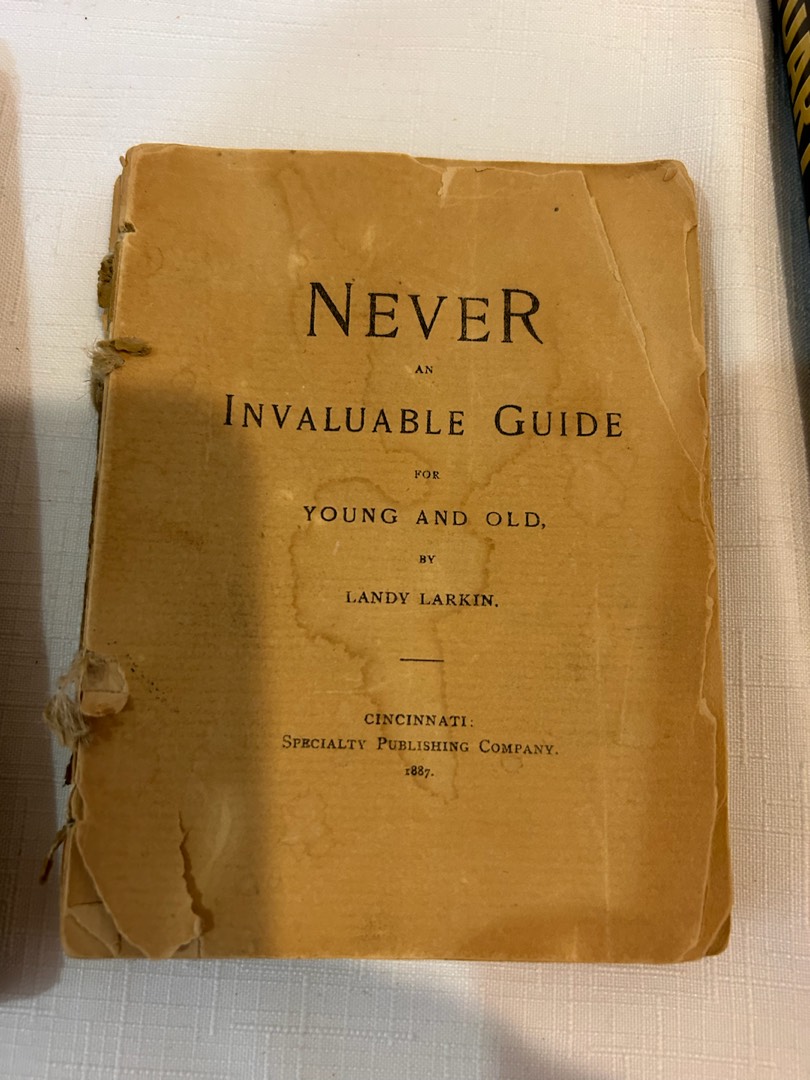 NEVER
AN
INVALUABLE GUIDE
FOR
YOUNG AND OLD,
BY
LANDY LARKIN.
CINCINNATI:
SPECIALTY PUBLISHING COMPANY.
1887.